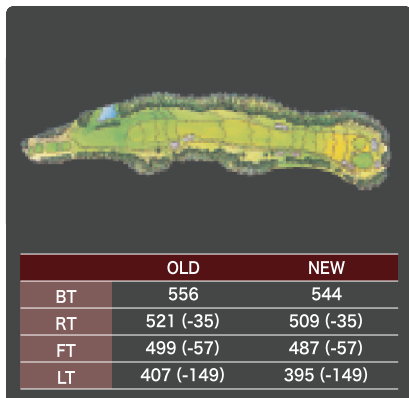 OLD NEW
BT 556 544
RT 521 (-35) 509 (-35)
FT 499 (-57) 487 (-57)
LT 407 (-149) 395 (-149)